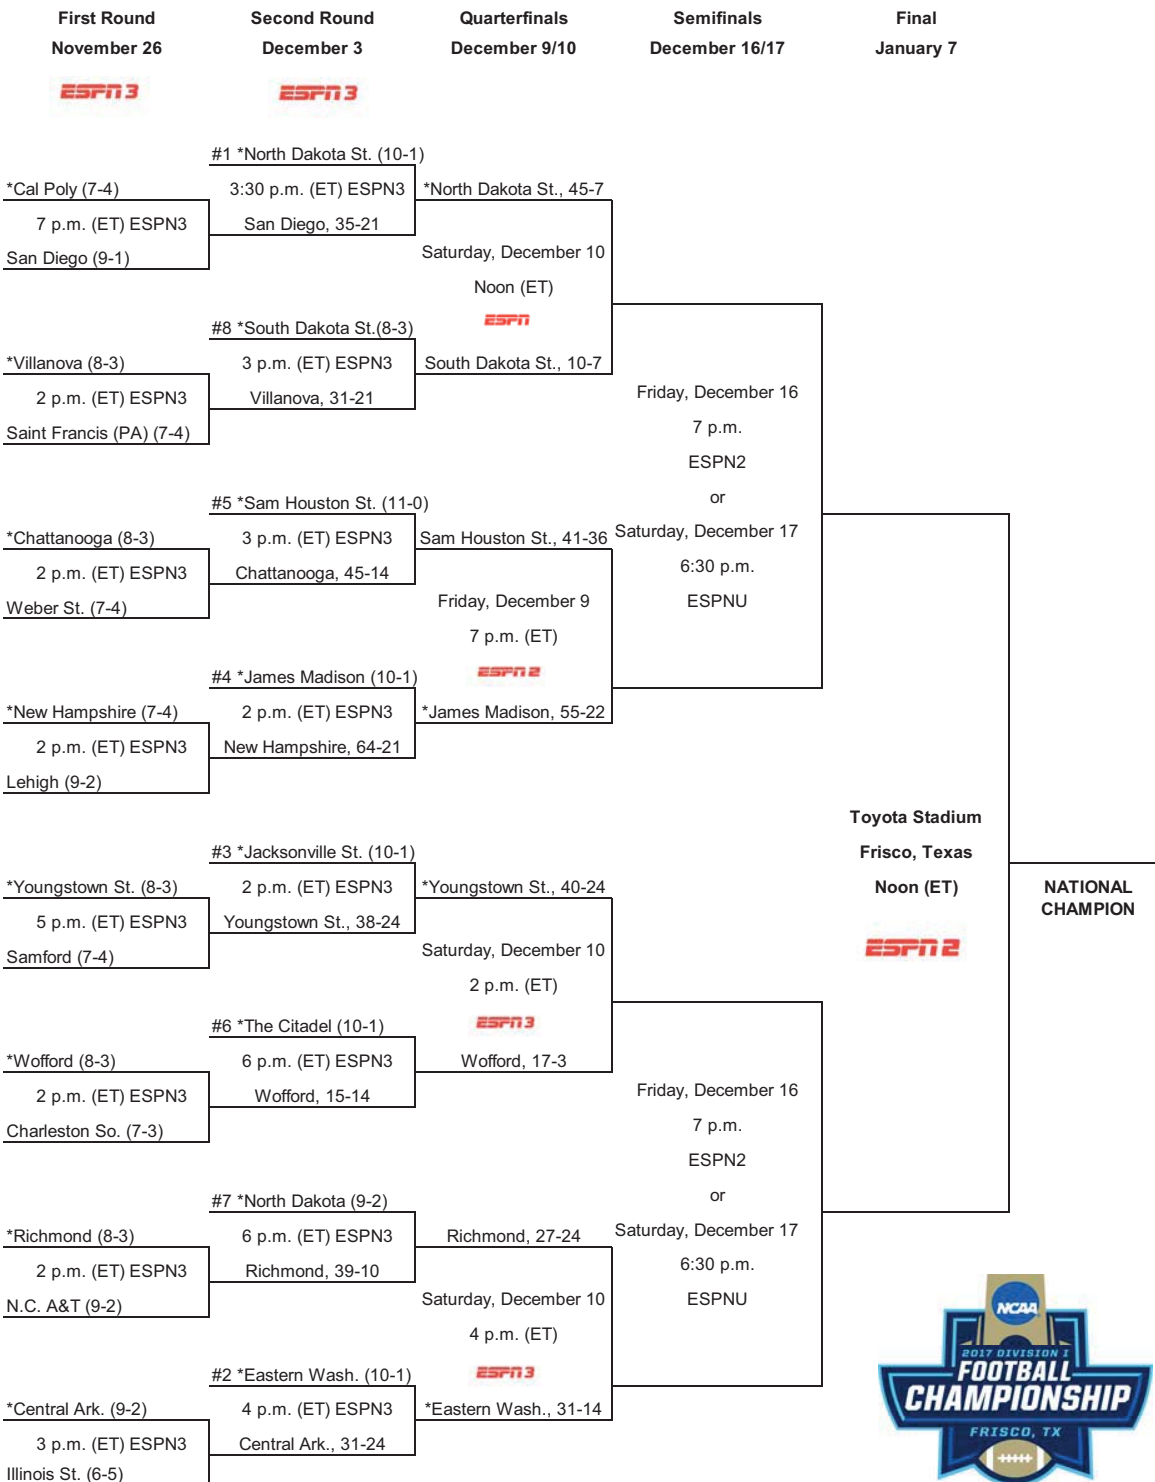 First Round
November 26
ESPN 3
Second Round
December 3
ESPN 3
Quarterfinals
December 9/10
Semifinals
December 16/17
Final
January 7
*Cal Poly (7-4)
7 p.m. (ET) ESPN3
San Diego (9-1)
*Villanova (8-3)
2 p.m. (ET) ESPN3
Saint Francis (PA) (7-4)
*Chattanooga (8-3)
2 p.m. (ET) ESPN3
Weber St. (7-4)
*New Hampshire (7-4)
2 p.m. (ET) ESPN3
Lehigh (9-2)
*Youngstown St. (8-3)
5 p.m. (ET) ESPN3
Samford (7-4)
*Wofford (8-3)
2 p.m. (ET) ESPN3
Charleston So. (7-3)
*Richmond (8-3)
2 p.m. (ET) ESPN3
N.C. A&T (9-2)
*Central Ark. (9-2)
3 p.m. (ET) ESPN3
Illinois St. (6-5)
#1 *North Dakota St. (10-1)
3:30 p.m. (ET) ESPN3
San Diego, 35-21
#8 *South Dakota St.(8-3)
3 p.m. (ET) ESPN3
Villanova, 31-21
#5 *Sam Houston St. (11-0)
3 p.m. (ET) ESPN3
Chattanooga, 45-14
#4 *James Madison (10-1)
2 p.m. (ET) ESPN3
New Hampshire, 64-21
#3 *Jacksonville St. (10-1)
2 p.m. (ET) ESPN3
Youngstown St., 38-24
#6 *The Citadel (10-1)
6 p.m. (ET) ESPN3
Wofford, 15-14
#7 *North Dakota (9-2)
6 p.m. (ET) ESPN3
Richmond, 39-10
#2 *Eastern Wash. (10-1)
4 p.m. (ET) ESPN3
Central Ark., 31-24
*North Dakota St., 45-7
Saturday, December 10
Noon (ET)
ESPN
South Dakota St., 10-7
Sam Houston St., 41-36
Friday, December 9
7 p.m. (ET)
ESPN 2
*James Madison, 55-22
*Youngstown St., 40-24
Saturday, December 10
2 p.m. (ET)
ESPN 3
Wofford, 17-3
Richmond, 27-24
Saturday, December 10
4 p.m. (ET)
ESPN 3
*Eastern Wash., 31-14
Friday, December 16
7 p.m.
ESPN2
or
Saturday, December 17
6:30 p.m.
ESPNU
Friday, December 16
7 p.m.
ESPN2
or
Saturday, December 17
6:30 p.m.
ESPNU
Toyota Stadium
Frisco, Texas
Noon (ET)
ESPN 2
NATIONAL
CHAMPION
NCAA
2017 DIVISION I
FOOTBALL
CHAMPIONSHIP
FRISCO, TX